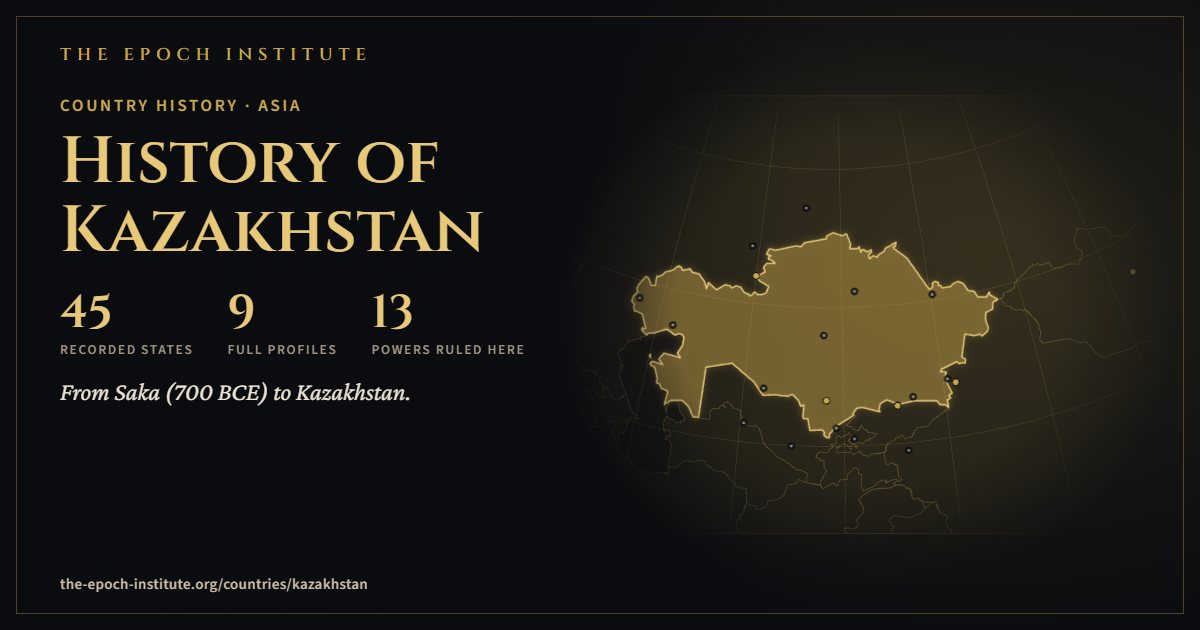 THE EPOCH INSTITUTE
COUNTRY HISTORY · ASIA
HISTORY OF
KAZAKHSTAN
45 9 13
RECORDED STATES FULL PROFILES POWERS RULED HERE
From Saka (700 BCE) to Kazakhstan.
the-epoch-institute.org/countries/kazakhstan